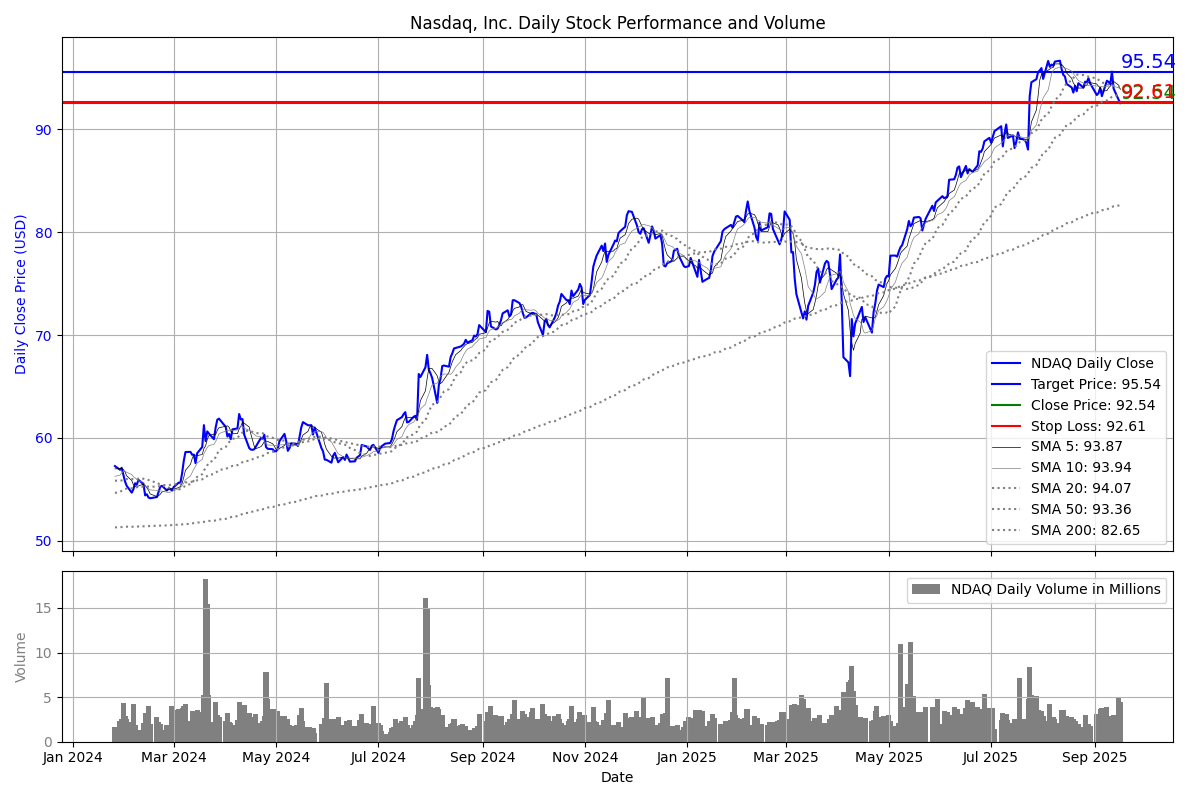 Nasdaq, Inc. Daily Stock Performance and Volume
Daily Close Price (USD)
90
80
70
60
50
95.54
92.54
92.61
NDAQ Daily Close
Target Price: 95.54
Close Price: 92.54
Stop Loss: 92.61
SMA 5: 93.87
SMA 10: 93.94
SMA 20: 94.07
SMA 50: 93.36
SMA 200: 82.65
Volume
15
10
5
0
NDAQ Daily Volume in Millions
Jan 2024 Mar 2024 May 2024 Jul 2024 Sep 2024 Nov 2024 Jan 2025 Mar 2025 May 2025 Jul 2025 Sep 2025
Date